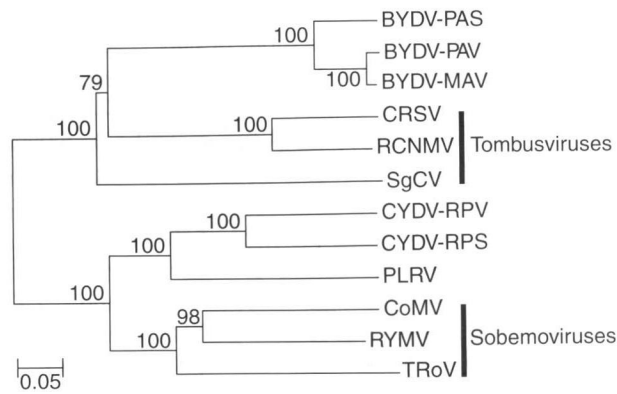 100 BYDV-PAS
BYDV-PAV
100 BYDV-MAV
79
CRSV
100 RCNMV Tombusviruses
100
SgCV
CYDV-RPV
100
100 CYDV-RPS
PLRV
100
CoMV
98
100 RYMV Sobemoviruses
TRoV
0.05